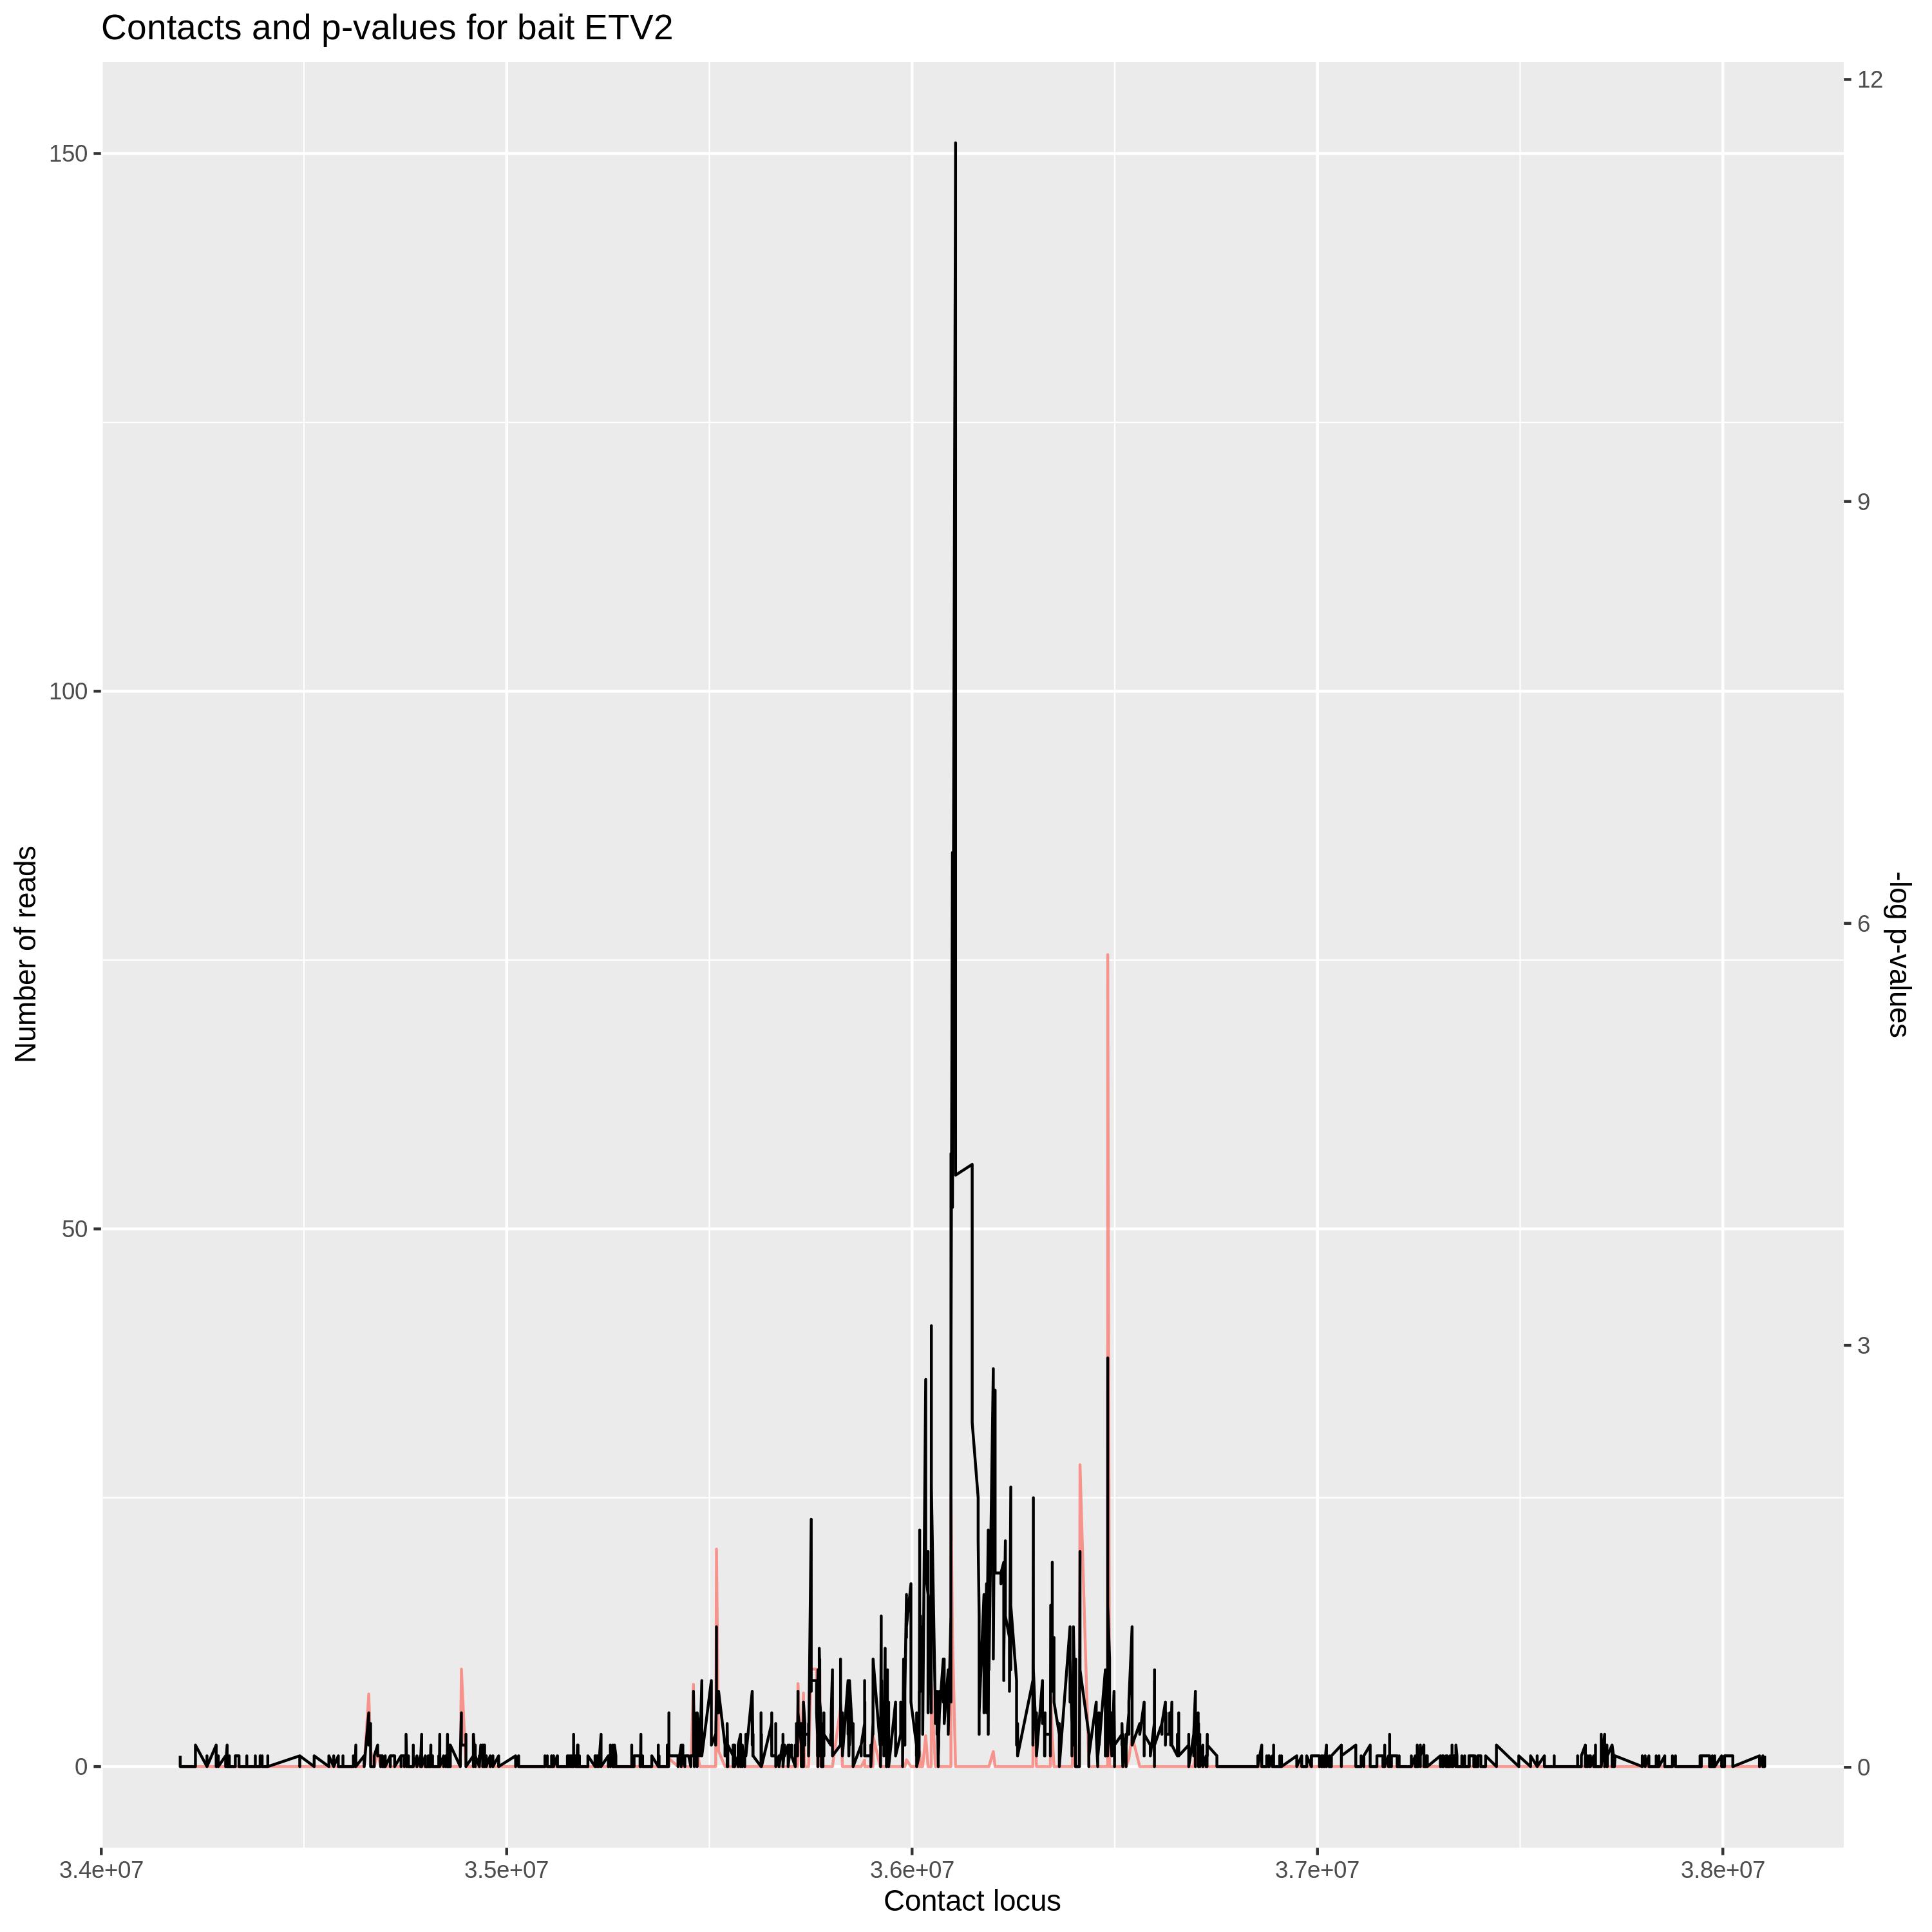 Contacts and p-values for bait ETV2
150
100
50
0
Number of reads
12
9
6
3
0
-log p-values
3.4e+07 3.5e+07 3.6e+07 3.7e+07 3.8e+07
Contact locus